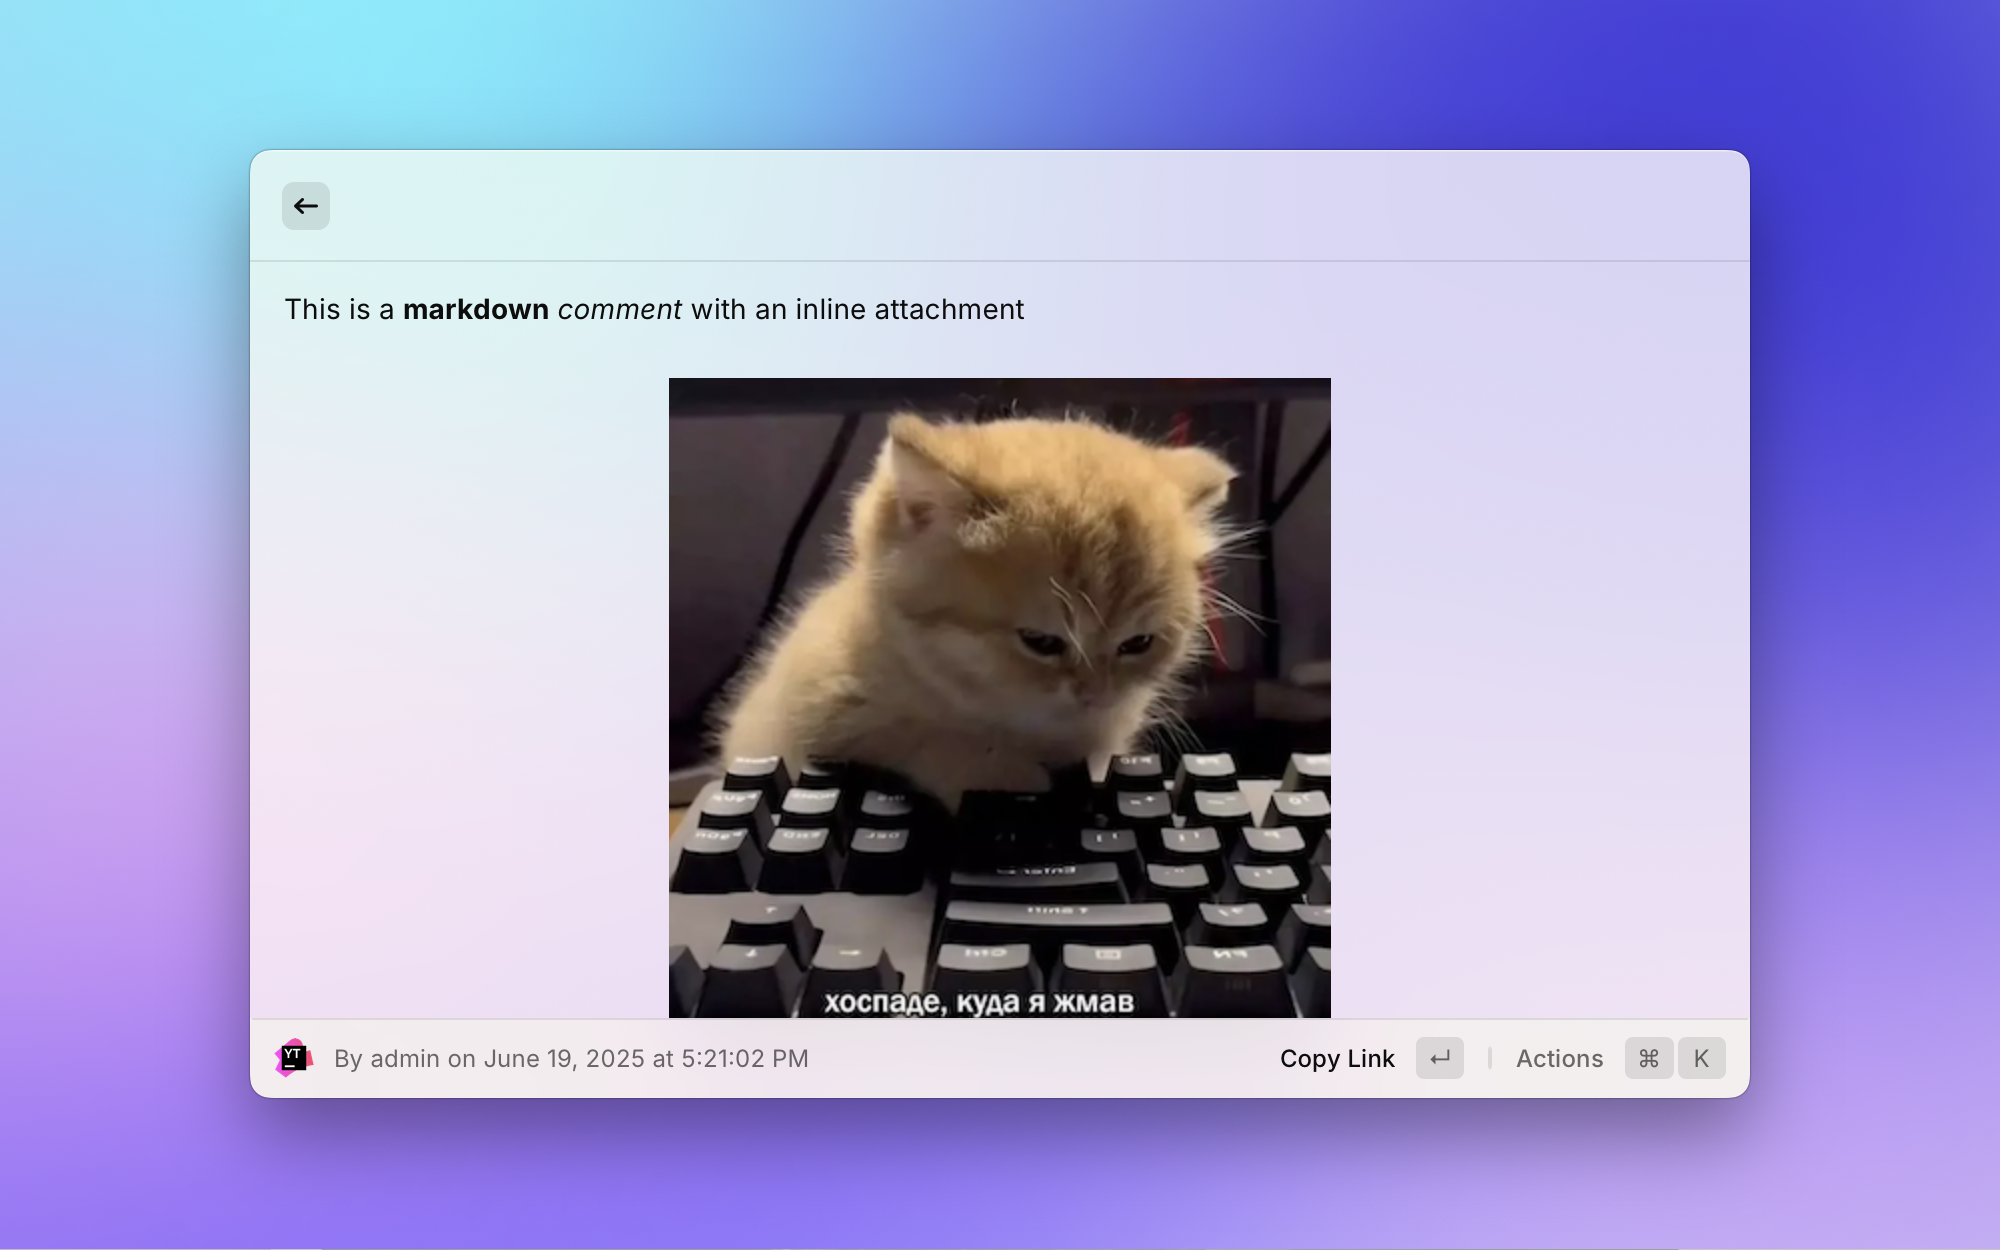 This is a markdown comment with an inline attachment
хоспаде, куда я жмав
YT
By admin on June 19, 2025 at 5:21:02 PM
Copy Link
Actions
⌘
K